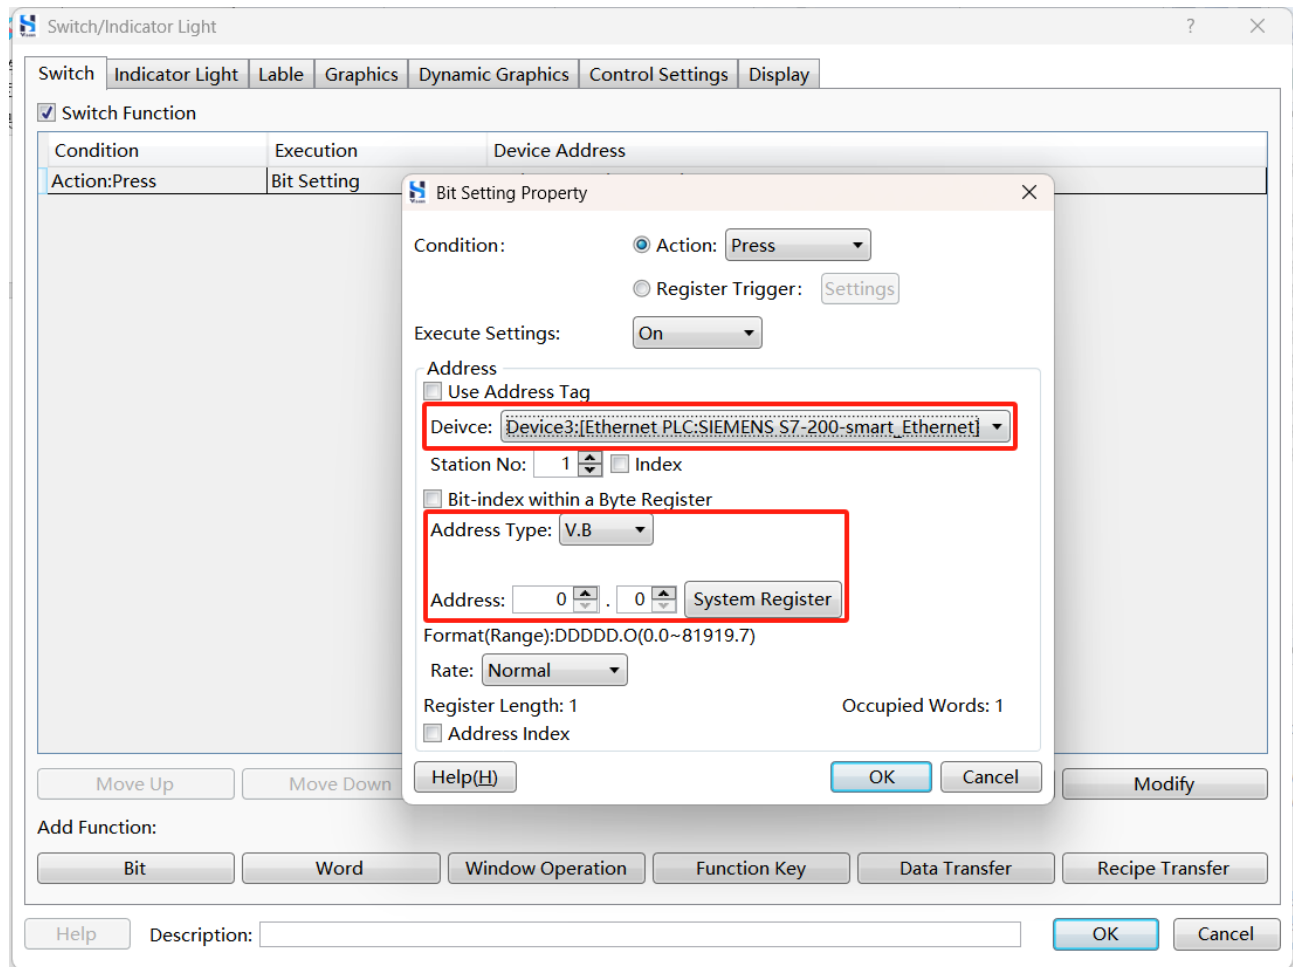 Switch/Indicator Light
?
Switch Indicator Light Lable Graphics Dynamic Graphics Control Settings Display
Switch Function
Condition Execution Device Address
Action:Press Bit Setting
Bit Setting Property
Condition: Action: Press
Register Trigger: Settings
Execute Settings: On
Address
Use Address Tag
Deivce: Device3:[Ethernet PLC:SIEMENS S7-200-smart_Ethernet]
Station No: 1 Index
Bit-index within a Byte Register
Address Type: V.B
Address: 0 . 0 System Register
Format(Range):DDDDD.O(0.0~81919.7)
Rate: Normal
Register Length: 1 Occupied Words: 1
Address Index
Help(H) OK Cancel
Move Up Move Down Modify
Add Function:
Bit Word Window Operation Function Key Data Transfer Recipe Transfer
Help Description: OK Cancel